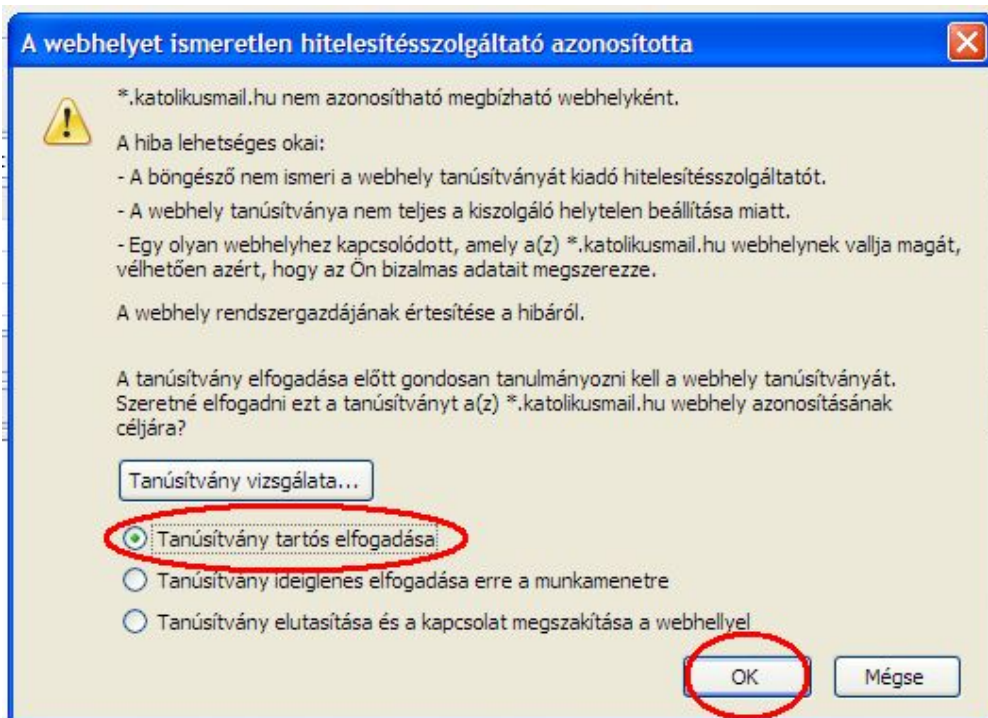 A webhelyet ismeretlen hitelesítésszolgáltató azonosította
*.katolikusmail.hu nem azonosítható megbízható webhelyként.
A hiba lehetséges okai:
- A böngésző nem ismeri a webhely tanúsítványát kiadó hitelesítésszolgáltatót.
- A webhely tanúsítványa nem teljes a kiszolgáló helytelen beállítása miatt.
- Egy olyan webhelyhez kapcsolódott, amely a(z) *.katolikusmail.hu webhelynek vallja magát,
vélhetően azért, hogy az Ön bizalmas adatait megszerezze.
A webhely rendszergazdájának értesítése a hibáról.
A tanúsítvány elfogadása előtt gondosan tanulmányozni kell a webhely tanúsítványát.
Szeretné elfogadni ezt a tanúsítványt a(z) *.katolikusmail.hu webhely azonosításának
céljára?
Tanúsítvány vizsgálata...
Tanúsítvány tartós elfogadása
Tanúsítvány ideiglenes elfogadása erre a munkamenetre
Tanúsítvány elutasítása és a kapcsolat megszakítása a webhellyel
OK Mégse